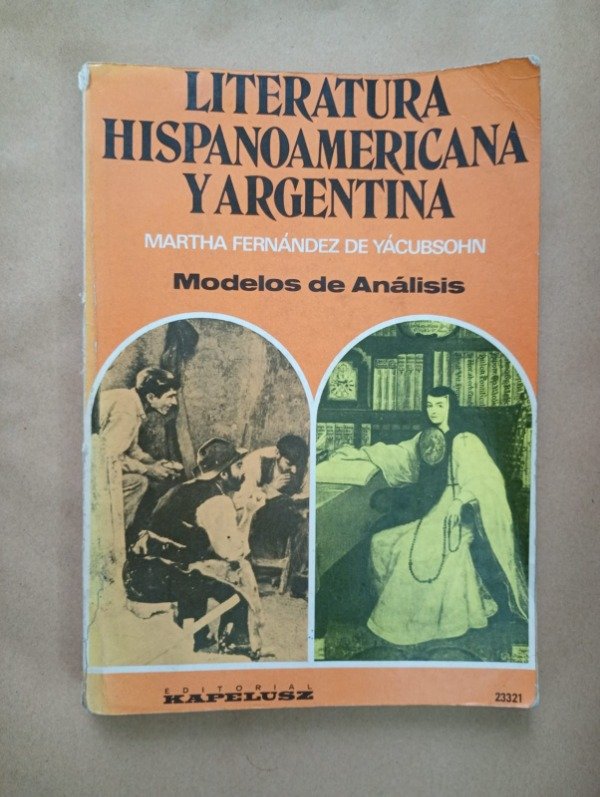 LITERATURA
HISPANOAMERICANA
Y ARGENTINA
MARTHA FERNÁNDEZ DE YÁCUBSOHN
Modelos de Análisis
EDITORIAL
KAPELUSZ
23321